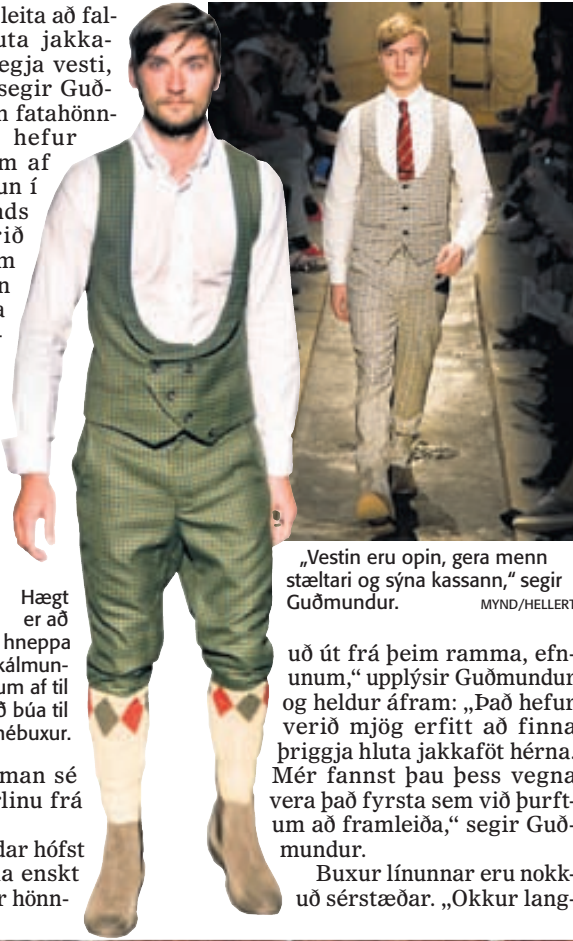 leita að fal-
uta jakka-
egja vesti,
segir Guð-
n fatahönn-
hefur
m af
un í
nds
rið
m
n
a
-
Hægt
er að
hneppa
kálmun-
um af til
ð búa til
nébuxur.
man sé
rlinu frá
dar hófst
a enskt
r hönn-
„Vestin eru opin, gera menn
stæltari og sýna kassann,“ segir
Guðmundur. MYND/HELLERT
uð út frá þeim ramma, efn-
unum,“ upplýsir Guðmundur
og heldur áfram: „Það hefur
verið mjög erfitt að finna
þriggja hluta jakkaföt hérna.
Mér fannst þau þess vegna
vera það fyrsta sem við þurft-
um að framleiða,“ segir Guð-
mundur.
Buxur línunnar eru nokk-
uð sérstæðar. „Okkur lang-